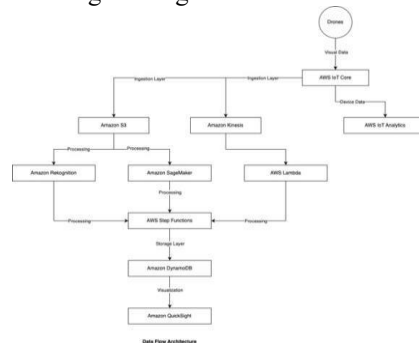 Drones
Visual Data
AWS IoT Core
Ingestion Layer
Ingestion Layer
Device Data
Amazon S3
Amazon Kinesis
AWS IoT Analytics
Processing
Processing
Processing
Amazon Rekognition
Amazon SageMaker
AWS Lambda
Processing
Processing
Processing
AWS Step Functions
Storage Layer
Amazon DynamoDB
Visualization
Amazon QuickSight
Data Flow Architecture